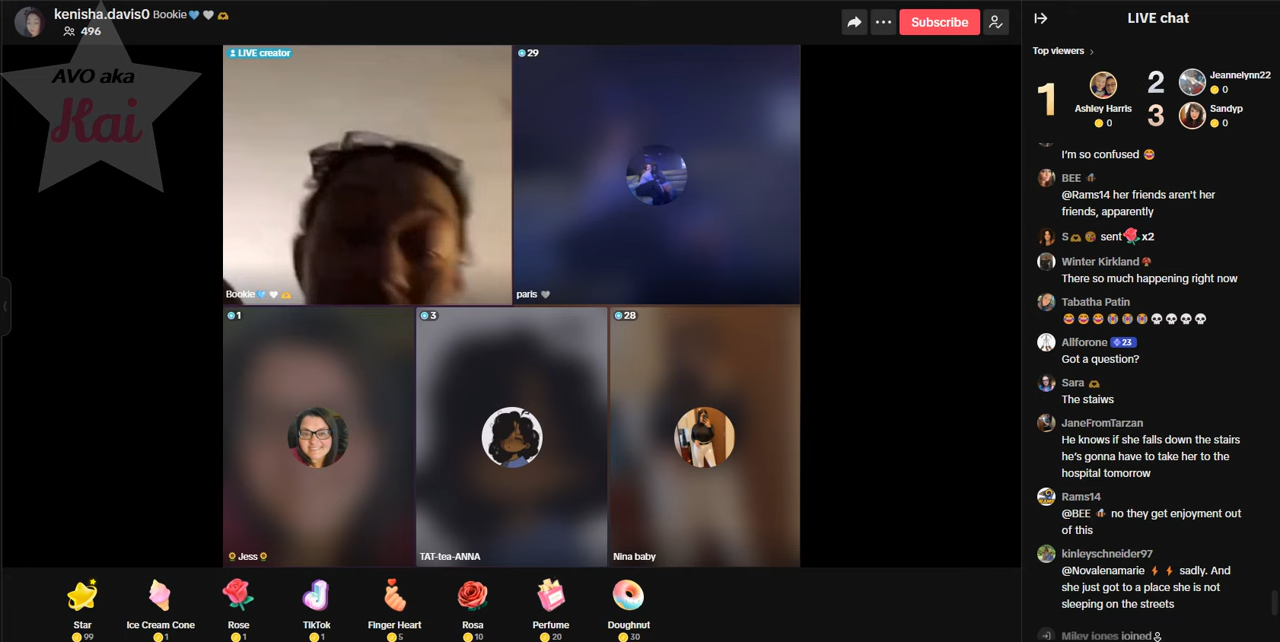 kenisha.davis0 Bookie💙 🤍 🫶
496
Subscribe
AVO aka
Kai
LIVE creator
29
Bookie💙 🤍 🫶
paris 🩶
1
3
28
🌻 Jess 🌻
TAT-tea-ANNA
Nina baby
Star
99
Ice Cream Cone
1
Rose
1
TikTok
1
Finger Heart
5
Rosa
10
Perfume
20
Doughnut
30
LIVE chat
Top viewers >
1
Ashley Harris
0
2
Jeannelynn22
0
3
Sandyp
0
I'm so confused 😂
BEE 🐝
@Rams14 her friends aren't her
friends, apparently
S🫶 🍪 sent🌹x2
Winter Kirkland
There so much happening right now
Tabatha Patin
😂😂😂😭😭😭💀💀💀💀
Allforone 23
Got a question?
Sara 🫶
The staiws
JaneFromTarzan
He knows if she falls down the stairs
he's gonna have to take her to the
hospital tomorrow
Rams14
@BEE 🐝 no they get enjoyment out
of this
kinleyschneider97
@Novalenamarie ⚡⚡ sadly. And
she just got to a place she is not
sleeping on the streets
Miley jones joined